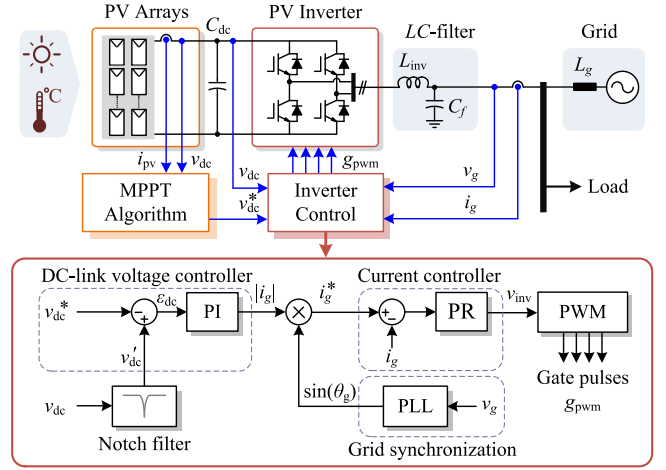 PV Arrays
C_dc
PV Inverter
LC-filter
Grid
L_inv
L_g
°C
C_f
i_pv
v_dc
v_dc
g_pwm
v_g
MPPT
Algorithm
v_dc*
Inverter
Control
i_g
Load
DC-link voltage controller
Current controller
v_dc*
ε_dc
PI
|i_g|
i_g*
PR
v_inv
PWM
v_dc′
i_g
Gate pulses
g_pwm
v_dc
Notch filter
sin(θ_g)
PLL
v_g
Grid synchronization